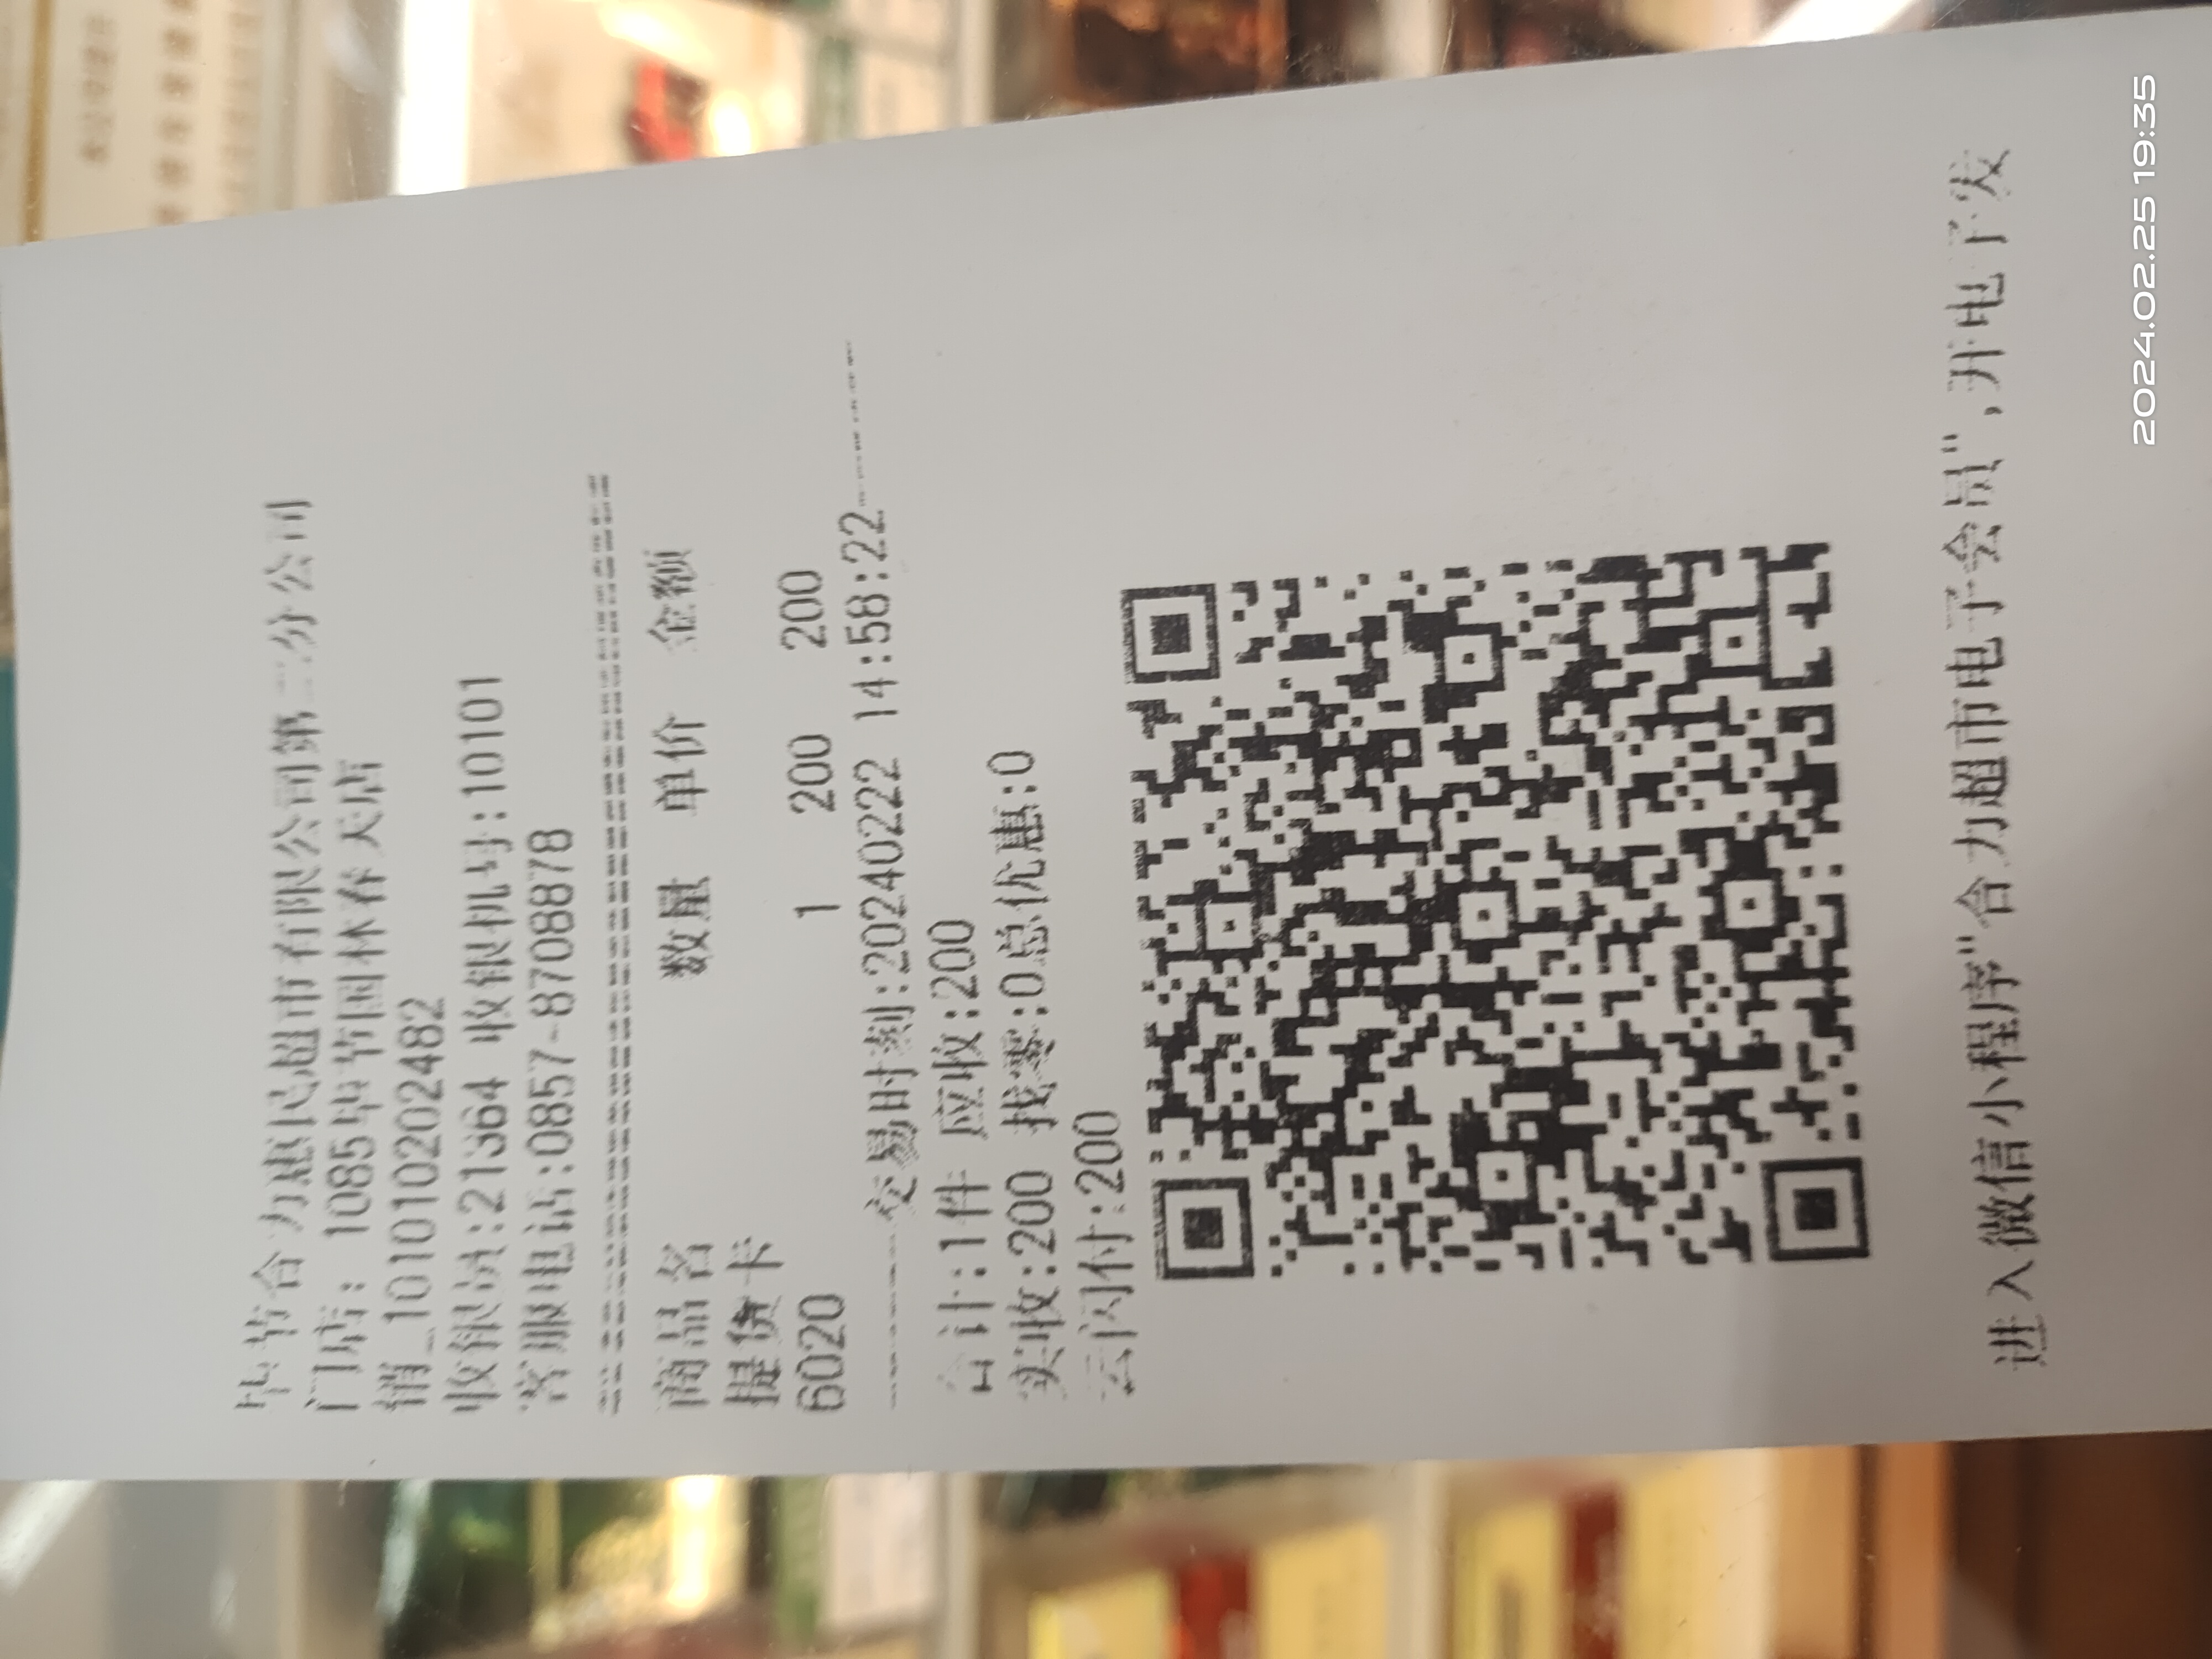 毕节合力惠民超市有限公司第二分公司
门店: 1085毕节国林春天店
销_1010102024​82
收银员:21364 收银机号:10101
客服电话:0857-8708878
商品名 数量 单价 金额
提货卡
6020 1 200 200
交易时刻:20240222 14:58:22
合计:1件 应收:200
实收:200 找零:0总优惠:0
云闪付:200
进入微信小程序"合力超市电子会员",开电子发
2024.02.25 19:35